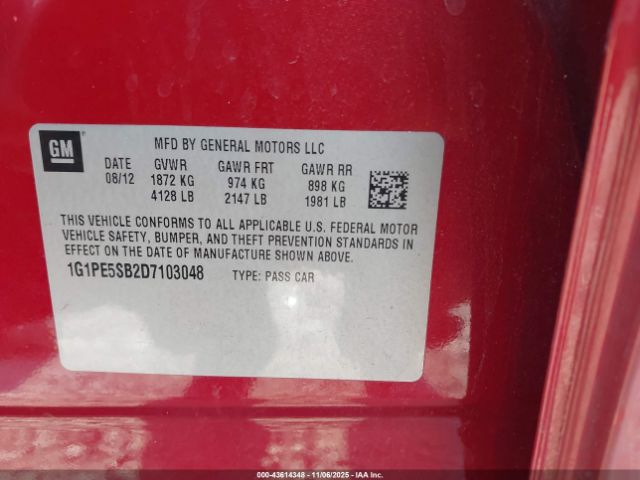 GM
MFD BY GENERAL MOTORS LLC
DATE GVWR GAWR FRT GAWR RR
08/12 1872 KG 974 KG 898 KG
4128 LB 2147 LB 1981 LB
THIS VEHICLE CONFORMS TO ALL APPLICABLE U.S. FEDERAL MOTOR
VEHICLE SAFETY, BUMPER, AND THEFT PREVENTION STANDARDS IN
EFFECT ON THE DATE OF MANUFACTURE SHOWN ABOVE.
1G1PE5SB2D7103048 TYPE: PASS CAR
000-43614348 - 11/06/2025 - IAAI.COM